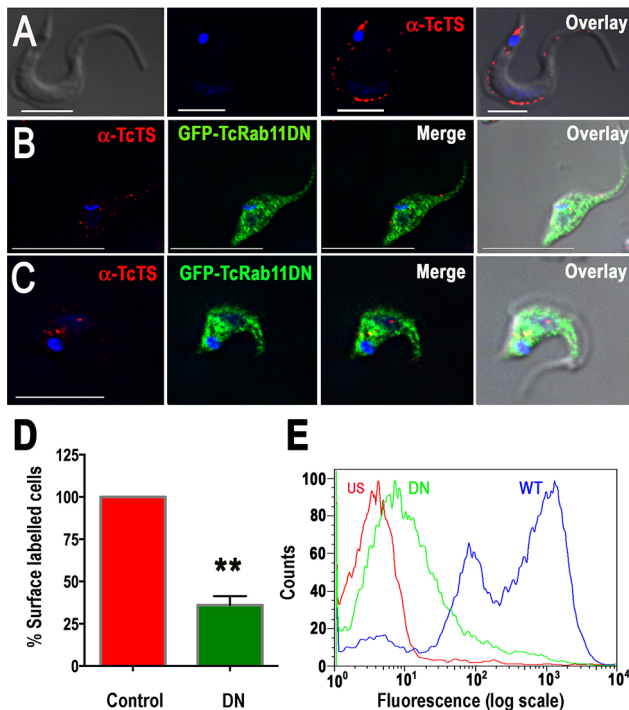 A
α-TcTS
Overlay
B
α-TcTS
GFP-TcRab11DN
Merge
Overlay
C
α-TcTS
GFP-TcRab11DN
Merge
Overlay
D
% Surface labelled cells
125
100
75
50
25
0
**
Control
DN
E
Counts
100
80
60
40
20
0
US
DN
WT
10⁰
10¹
10²
10³
10⁴
Fluorescence (log scale)